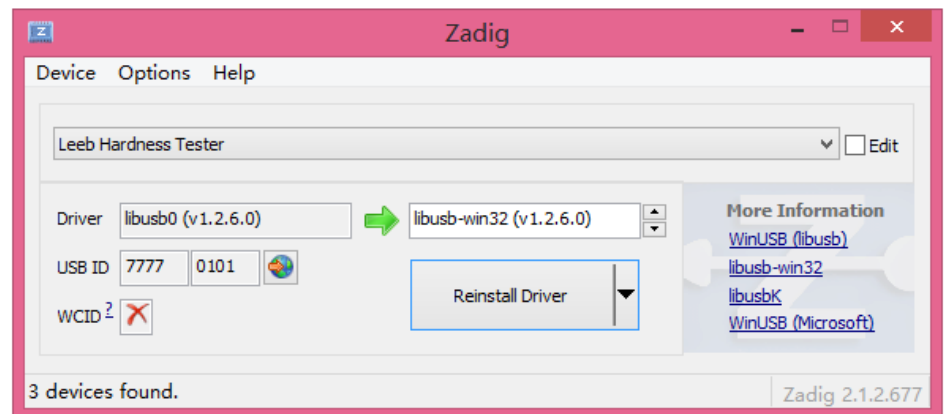 Zadig
Device Options Help
Leeb Hardness Tester
Edit
Driver libusb0 (v1.2.6.0) libusb-win32 (v1.2.6.0)
USB ID 7777 0101
WCID ?
Reinstall Driver
More Information
WinUSB (libusb)
libusb-win32
libusbK
WinUSB (Microsoft)
3 devices found.
Zadig 2.1.2.677